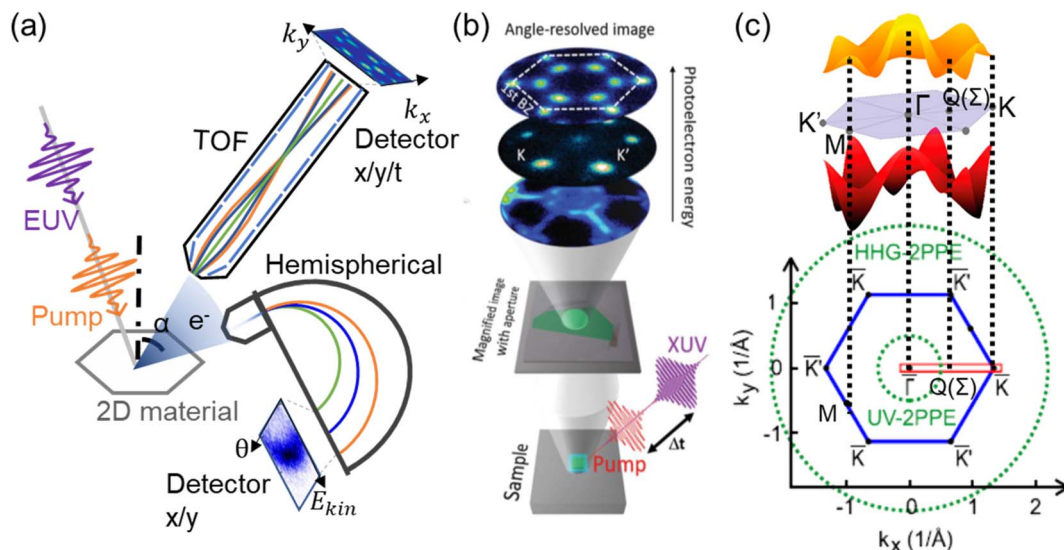 (a)
EUV
Pump
α
e-
2D material
TOF
k_y
k_x
Detector
x/y/t
Hemispherical
θ
E_kin
Detector
x/y
(b)
Angle-resolved image
1st BZ
K
K'
Photoelectron energy
Magnified image
with aperture
XUV
Pump
Δt
Sample
(c)
K'
M
Γ
Q(Σ)
K
HHG-2PPE
K̅
K̅'
K̅'
Γ̅
Q(Σ)
K̅
M
UV-2PPE
K̅
K̅'
k_y (1/Å)
1
0
-1
-1
0
1
2
k_x (1/Å)